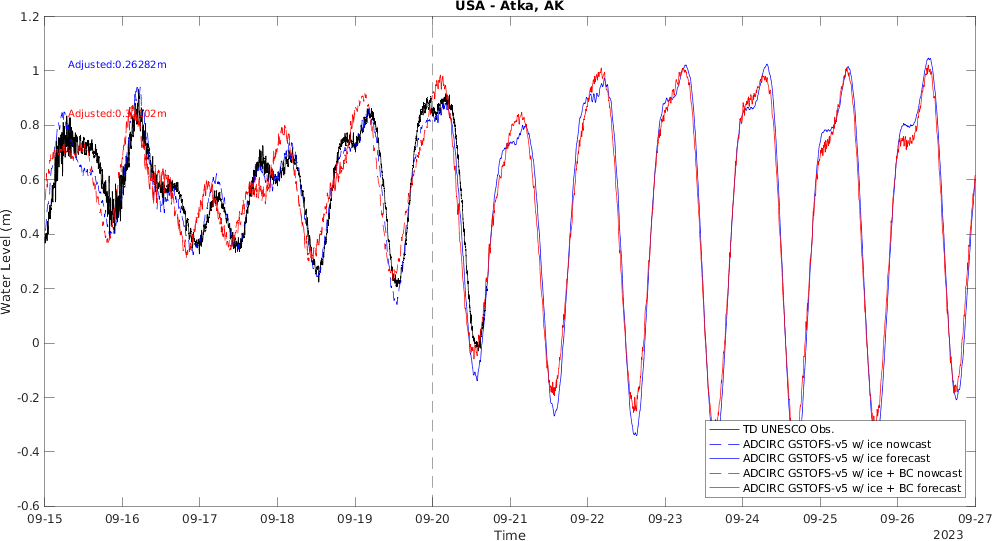 USA - Atka, AK
Water Level (m)
1.2
1
0.8
0.6
0.4
0.2
0
-0.2
-0.4
-0.6
Adjusted:0.26282m
TD UNESCO Obs.
ADCIRC GSTOFS-v5 w/ ice nowcast
ADCIRC GSTOFS-v5 w/ ice forecast
ADCIRC GSTOFS-v5 w/ ice + BC nowcast
ADCIRC GSTOFS-v5 w/ ice + BC forecast
09-15 09-16 09-17 09-18 09-19 09-20 09-21 09-22 09-23 09-24 09-25 09-26 09-27
Time
2023